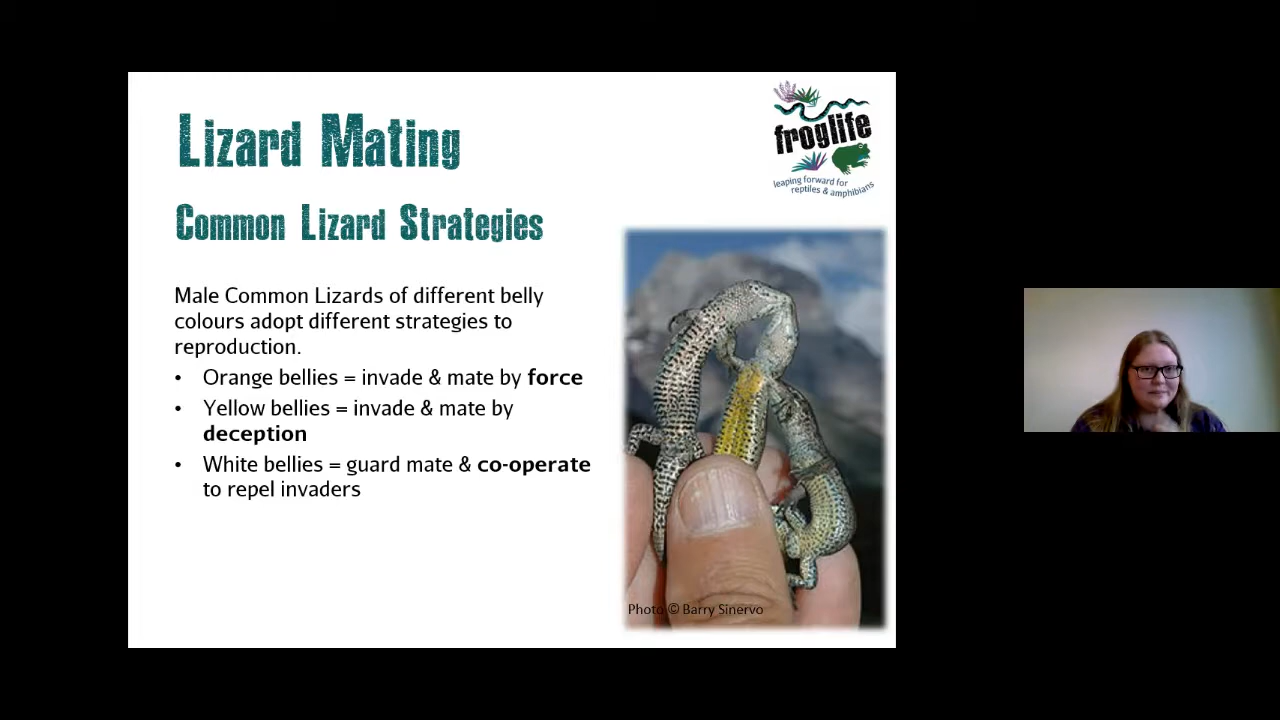 Lizard Mating
froglife
leaping forward for
reptiles & amphibians
Common Lizard Strategies
Male Common Lizards of different belly
colours adopt different strategies to
reproduction.
• Orange bellies = invade & mate by force
• Yellow bellies = invade & mate by
deception
• White bellies = guard mate & co-operate
to repel invaders
Photo © Barry Sinervo